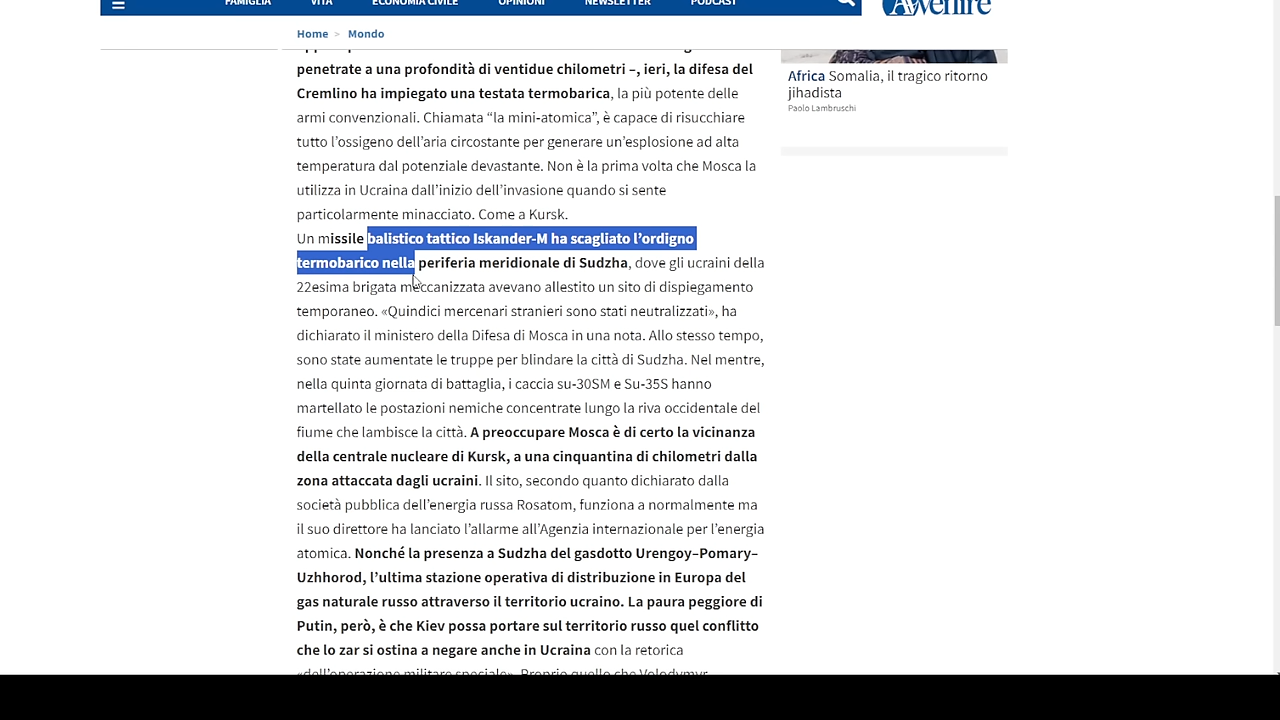 FAMIGLIA VITA ECONOMIA CIVILE OPINIONI NEWSLETTER PODCAST
Avvenire
Home > Mondo
penetrate a una profondità di ventidue chilometri –, ieri, la difesa del
Cremlino ha impiegato una testata termobarica, la più potente delle
armi convenzionali. Chiamata “la mini-atomica”, è capace di risucchiare
tutto l’ossigeno dell’aria circostante per generare un’esplosione ad alta
temperatura dal potenziale devastante. Non è la prima volta che Mosca la
utilizza in Ucraina dall’inizio dell’invasione quando si sente
particolarmente minacciato. Come a Kursk.
Un missile balistico tattico Iskander-M ha scagliato l’ordigno
termobarico nella periferia meridionale di Sudzha, dove gli ucraini della
22esima brigata meccanizzata avevano allestito un sito di dispiegamento
temporaneo. «Quindici mercenari stranieri sono stati neutralizzati», ha
dichiarato il ministero della Difesa di Mosca in una nota. Allo stesso tempo,
sono state aumentate le truppe per blindare la città di Sudzha. Nel mentre,
nella quinta giornata di battaglia, i caccia su-30SM e Su-35S hanno
martellato le postazioni nemiche concentrate lungo la riva occidentale del
fiume che lambisce la città. A preoccupare Mosca è di certo la vicinanza
della centrale nucleare di Kursk, a una cinquantina di chilometri dalla
zona attaccata dagli ucraini. Il sito, secondo quanto dichiarato dalla
società pubblica dell’energia russa Rosatom, funziona a normalmente ma
il suo direttore ha lanciato l’allarme all’Agenzia internazionale per l’energia
atomica. Nonché la presenza a Sudzha del gasdotto Urengoy–Pomary–
Uzhhorod, l’ultima stazione operativa di distribuzione in Europa del
gas naturale russo attraverso il territorio ucraino. La paura peggiore di
Putin, però, è che Kiev possa portare sul territorio russo quel conflitto
che lo zar si ostina a negare anche in Ucraina con la retorica
«dell’operazione militare speciale». Proprio quello che Volodymyr
Africa Somalia, il tragico ritorno
jihadista
Paolo Lambruschi